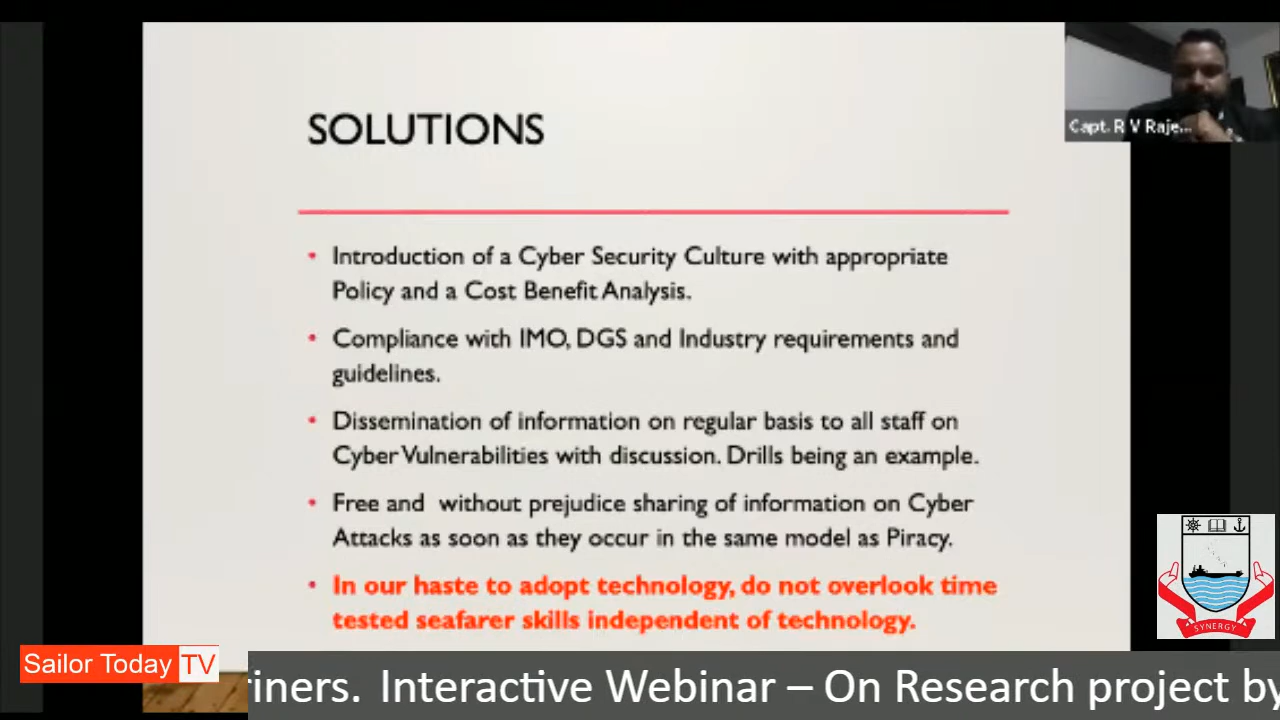 SOLUTIONS
Capt. R V Raje...
• Introduction of a Cyber Security Culture with appropriate
Policy and a Cost Benefit Analysis.
• Compliance with IMO, DGS and Industry requirements and
guidelines.
• Dissemination of information on regular basis to all staff on
Cyber Vulnerabilities with discussion. Drills being an example.
• Free and without prejudice sharing of information on Cyber
Attacks as soon as they occur in the same model as Piracy.
• In our haste to adopt technology, do not overlook time
tested seafarer skills independent of technology.
SYNERGY
Sailor Today TV
riners. Interactive Webinar – On Research project by